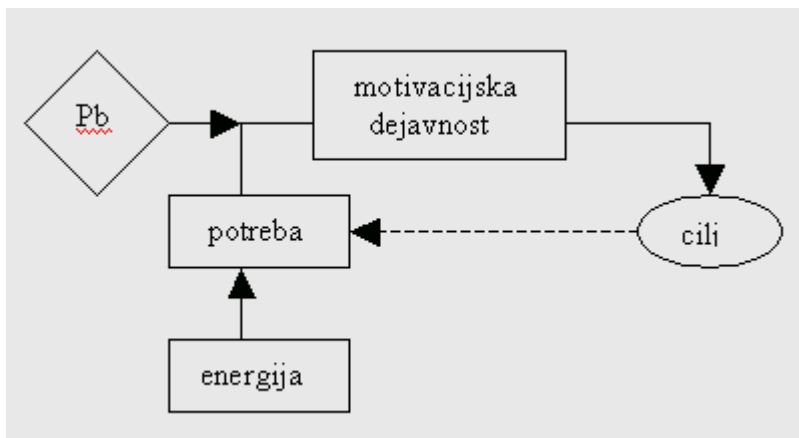 Pb
motivacijska
dejavnost
potreba
cilj
energija